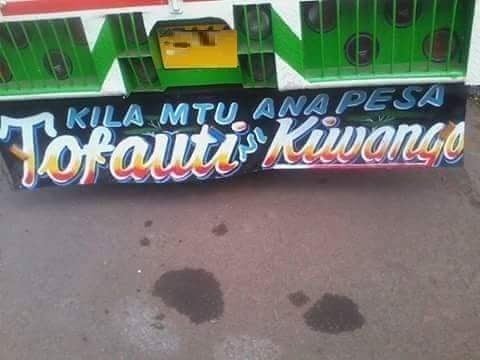 KILA MTU ANA PESA
Tofauti ni Kiwango